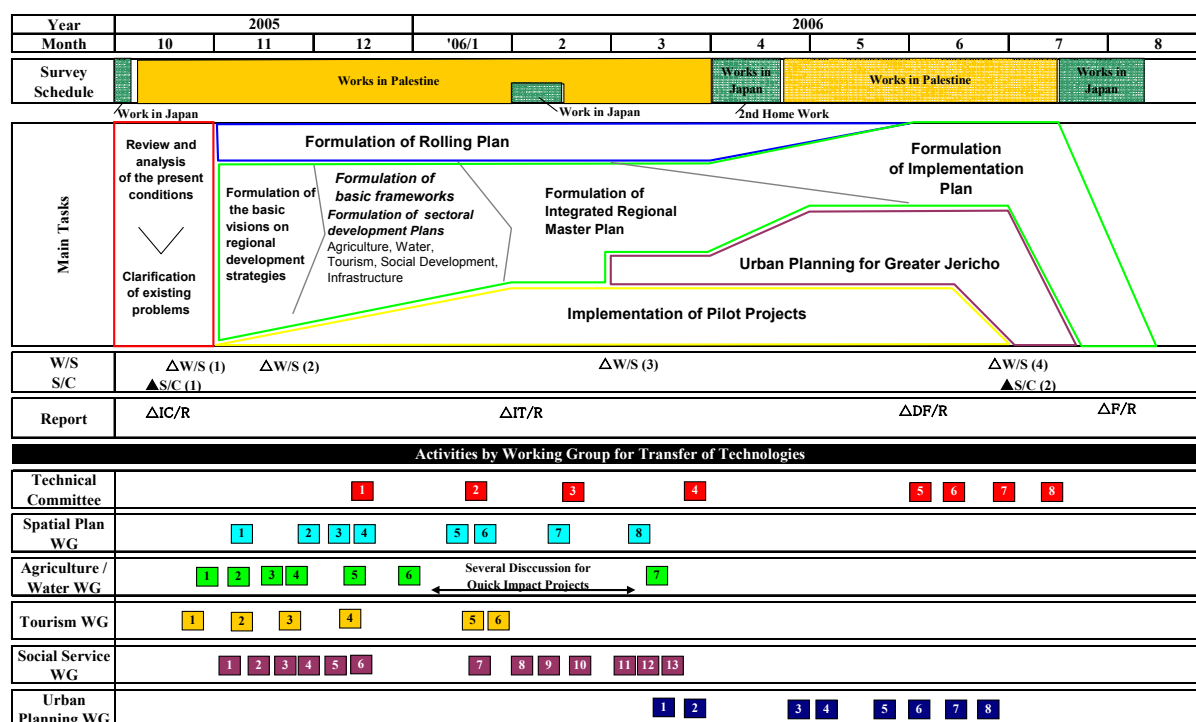 Year 2005 2006
Month 10 11 12 '06/1 2 3 4 5 6 7 8
Survey
Schedule
Works in Palestine
Works in
Japan
Works in Palestine
Works in
Japan
Work in Japan
Work in Japan
2nd Home Work
Main Tasks
Review and
analysis
of the present
conditions
Clarification
of existing
problems
Formulation of Rolling Plan
Formulation of
the basic
visions on
regional
development
strategies
Formulation of
basic frameworks
Formulation of sectoral
development Plans
Agriculture, Water,
Tourism, Social Development,
Infrastructure
Formulation of
Integrated Regional
Master Plan
Formulation
of Implementation
Plan
Urban Planning for Greater Jericho
Implementation of Pilot Projects
W/S
S/C
△W/S (1) △W/S (2) △W/S (3) △W/S (4)
▲S/C (1) ▲S/C (2)
Report △IC/R △IT/R △DF/R △F/R
Activities by Working Group for Transfer of Technologies
Technical
Committee
1 2 3 4 5 6 7 8
Spatial Plan
WG
1 2 3 4 5 6 7 8
Agriculture /
Water WG
1 2 3 4 5 6 7
Several Disccussion for
Quick Impact Projects
Tourism WG 1 2 3 4 5 6
Social Service
WG
1 2 3 4 5 6 7 8 9 10 11 12 13
Urban
Planning WG
1 2 3 4 5 6 7 8